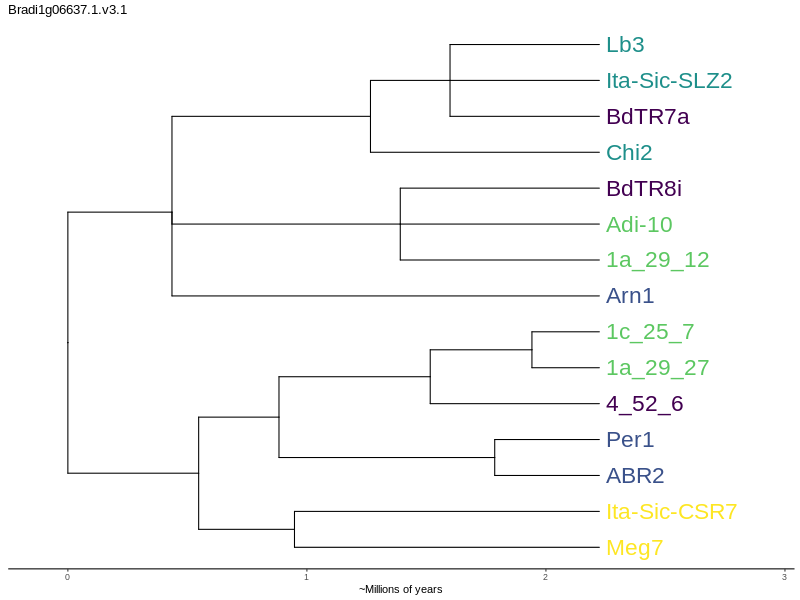 Bradi1g06637.1.v3.1
Lb3
Ita-Sic-SLZ2
BdTR7a
Chi2
BdTR8i
Adi-10
1a_29_12
Arn1
1c_25_7
1a_29_27
4_52_6
Per1
ABR2
Ita-Sic-CSR7
Meg7
0 1 2 3
~Millions of years